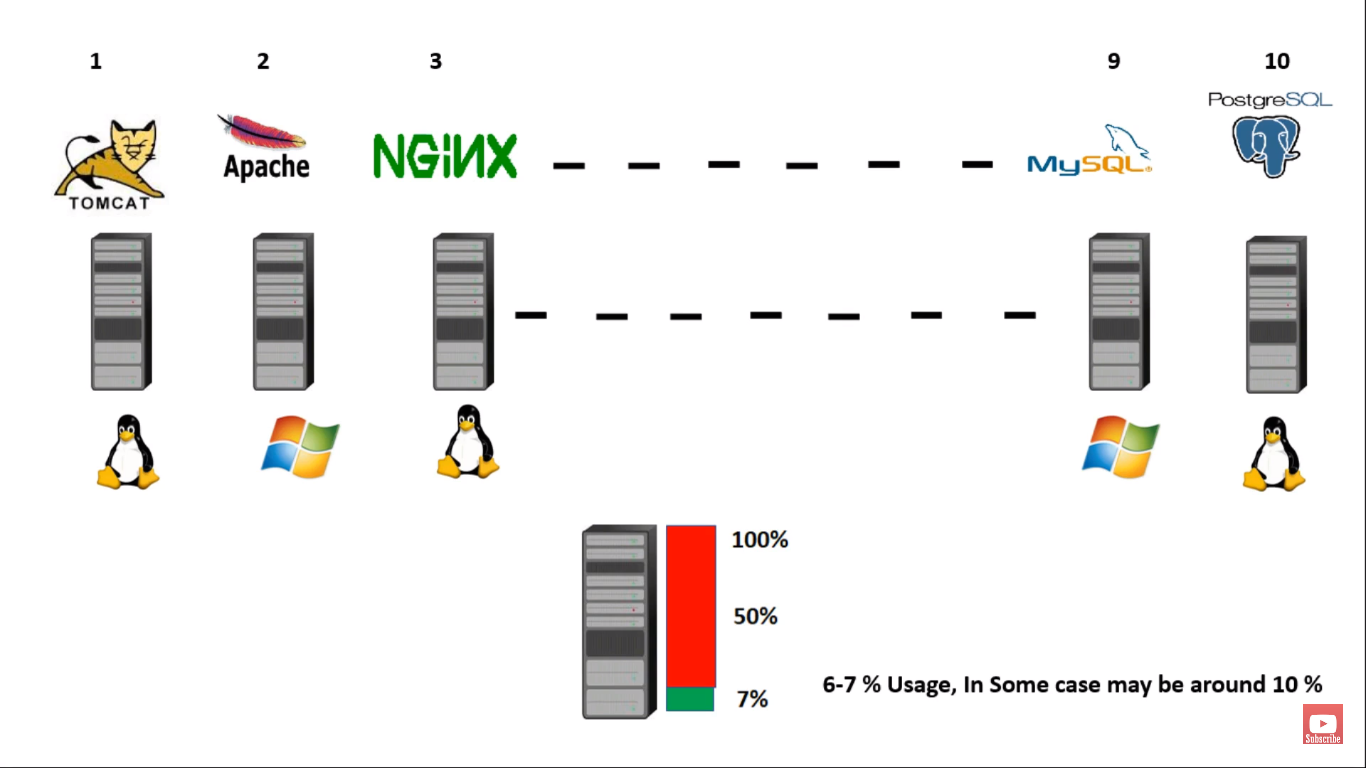 1
2
3
9
10
TOMCAT
Apache
NGiNX
MySQL®
PostgreSQL
100%
50%
7%
6-7 % Usage, In Some case may be around 10 %
Subscribe